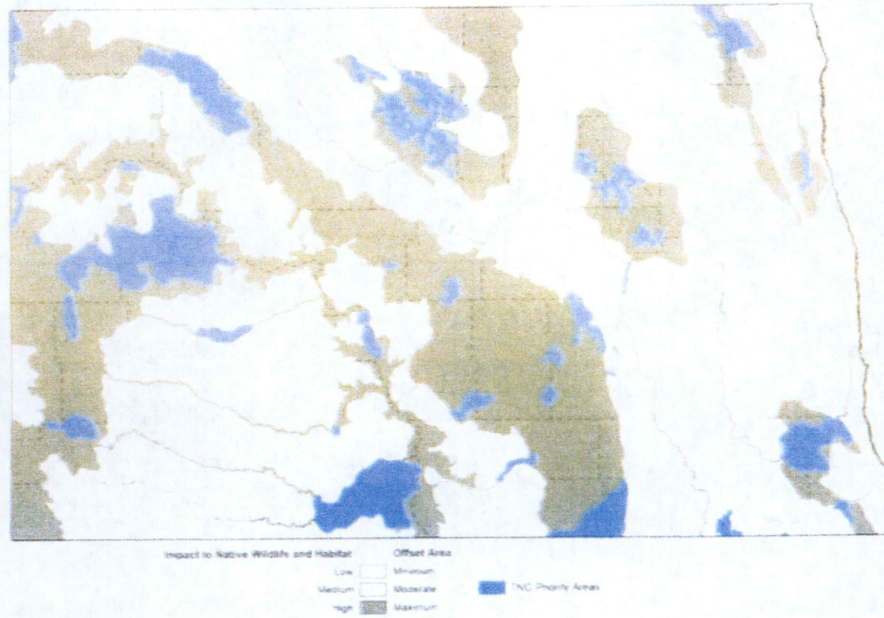 Impact to Native Wildlife and Habitat Offset Area
Low Minimum
Medium Moderate TNC Priority Areas
High Maximum